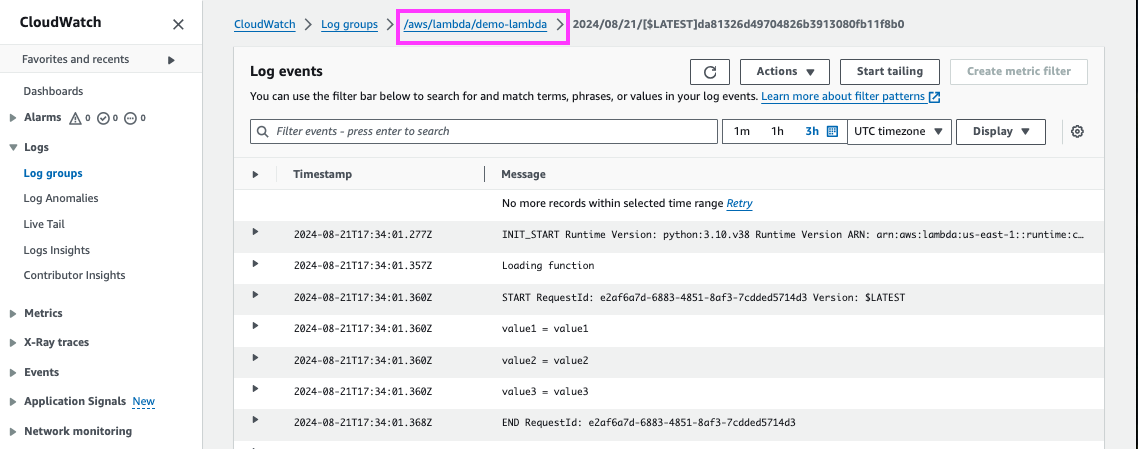 CloudWatch
Favorites and recents
Dashboards
Alarms 0 0 0
Logs
Log groups
Log Anomalies
Live Tail
Logs Insights
Contributor Insights
Metrics
X-Ray traces
Events
Application Signals New
Network monitoring
CloudWatch > Log groups > /aws/lambda/demo-lambda > 2024/08/21/[$LATEST]da81326d49704826b3913080fb11f8b0
Log events
Actions
Start tailing
Create metric filter
You can use the filter bar below to search for and match terms, phrases, or values in your log events. Learn more about filter patterns
Filter events - press enter to search
1m 1h 3h UTC timezone Display
Timestamp Message
No more records within selected time range Retry
2024-08-21T17:34:01.277Z INIT_START Runtime Version: python:3.10.v38 Runtime Version ARN: arn:aws:lambda:us-east-1::runtime:c…
2024-08-21T17:34:01.357Z Loading function
2024-08-21T17:34:01.360Z START RequestId: e2af6a7d-6883-4851-8af3-7cdded5714d3 Version: $LATEST
2024-08-21T17:34:01.360Z value1 = value1
2024-08-21T17:34:01.360Z value2 = value2
2024-08-21T17:34:01.360Z value3 = value3
2024-08-21T17:34:01.368Z END RequestId: e2af6a7d-6883-4851-8af3-7cdded5714d3